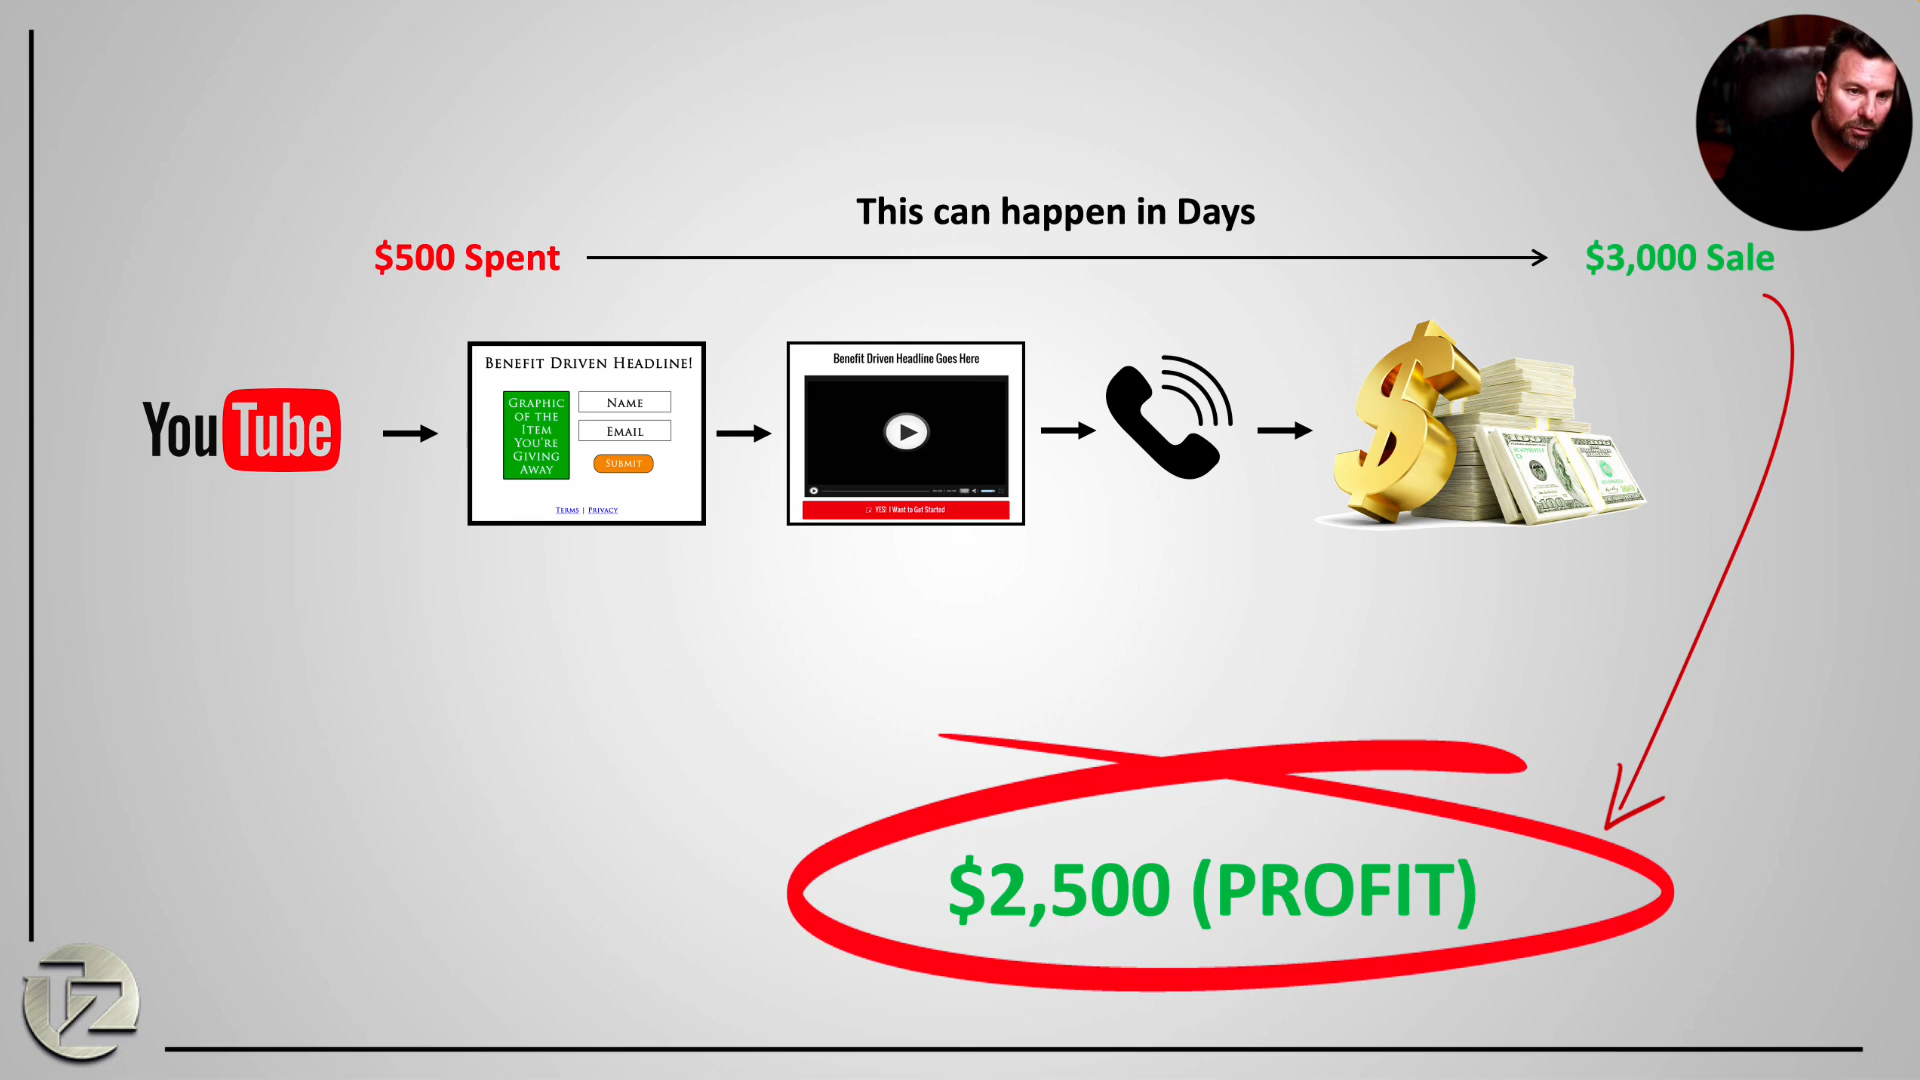 This can happen in Days
$500 Spent
$3,000 Sale
YouTube
BENEFIT DRIVEN HEADLINE!
GRAPHIC
OF THE
ITEM
YOU'RE
GIVING
AWAY
NAME
EMAIL
SUBMIT
TERMS | PRIVACY
Benefit Driven Headline Goes Here
YES! I Want to Get Started
$2,500 (PROFIT)
TZ